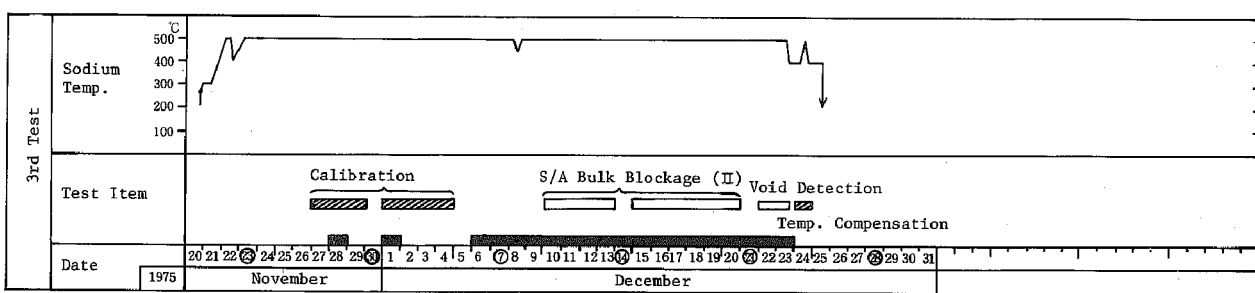 3rd Test
Sodium Temp.
℃
500
400
300
200
100
Test Item
Calibration
S/A Bulk Blockage (II)
Void Detection
Temp. Compensation
Date
20 21 22 23 24 25 26 27 28 29 30 1 2 3 4 5 6 7 8 9 10 11 12 13 14 15 16 17 18 19 20 21 22 23 24 25 26 27 28 29 30 31
1975
November
December